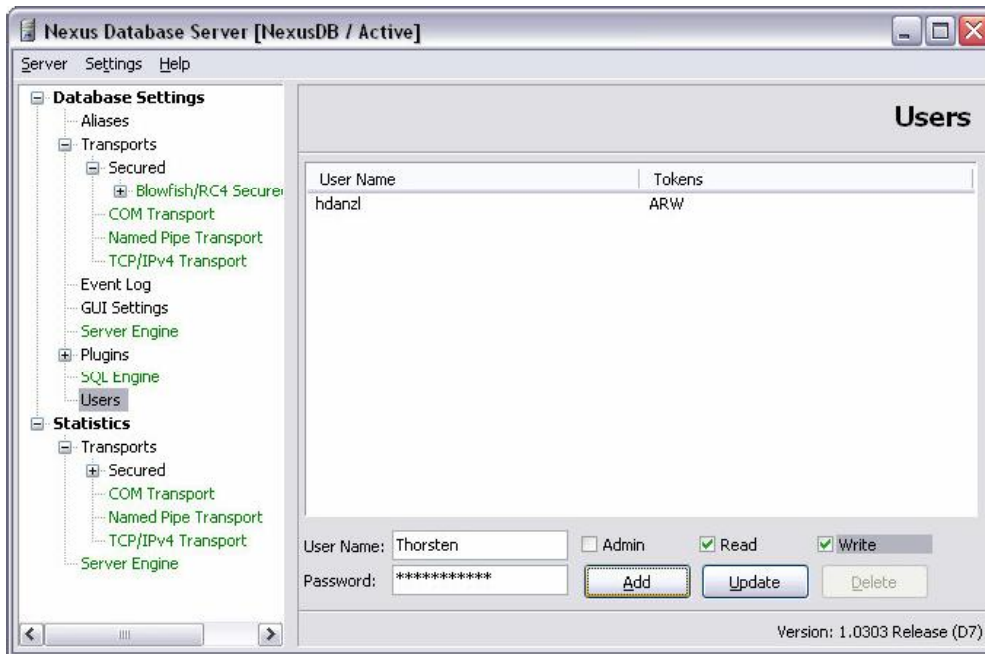 Nexus Database Server [NexusDB / Active]
Server Settings Help
Database Settings
Aliases
Transports
Secured
Blowfish/RC4 Secure
COM Transport
Named Pipe Transport
TCP/IPv4 Transport
Event Log
GUI Settings
Server Engine
Plugins
SQL Engine
Users
Statistics
Transports
Secured
COM Transport
Named Pipe Transport
TCP/IPv4 Transport
Server Engine
Users
User Name Tokens
hdanzl ARW
User Name: Thorsten Admin Read Write
Password: *********** Add Update Delete
Version: 1.0303 Release (D7)